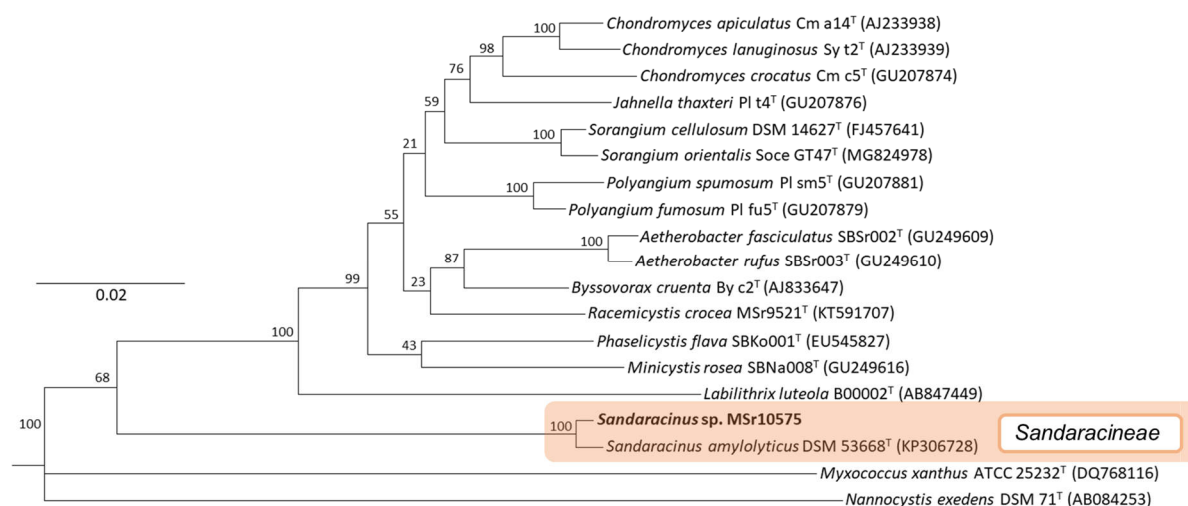 100 Chondromyces apiculatus Cm a14ᵀ (AJ233938)
98 Chondromyces lanuginosus Sy t2ᵀ (AJ233939)
76 Chondromyces crocatus Cm c5ᵀ (GU207874)
59 Jahnella thaxteri Pl t4ᵀ (GU207876)
100 Sorangium cellulosum DSM 14627ᵀ (FJ457641)
21 Sorangium orientalis Soce GT47ᵀ (MG824978)
100 Polyangium spumosum Pl sm5ᵀ (GU207881)
55 Polyangium fumosum Pl fu5ᵀ (GU207879)
100 Aetherobacter fasciculatus SBSr002ᵀ (GU249609)
87 Aetherobacter rufus SBSr003ᵀ (GU249610)
99 23 Byssovorax cruenta By c2ᵀ (AJ833647)
0.02
Racemicystis crocea MSr9521ᵀ (KT591707)
100 43 Phaselicystis flava SBKo001ᵀ (EU545827)
Minicystis rosea SBNa008ᵀ (GU249616)
68 Labilithrix luteola B00002ᵀ (AB847449)
100 100 Sandaracinus sp. MSr10575
Sandaracineae
Sandaracinus amylolyticus DSM 53668ᵀ (KP306728)
Myxococcus xanthus ATCC 25232ᵀ (DQ768116)
Nannocystis exedens DSM 71ᵀ (AB084253)